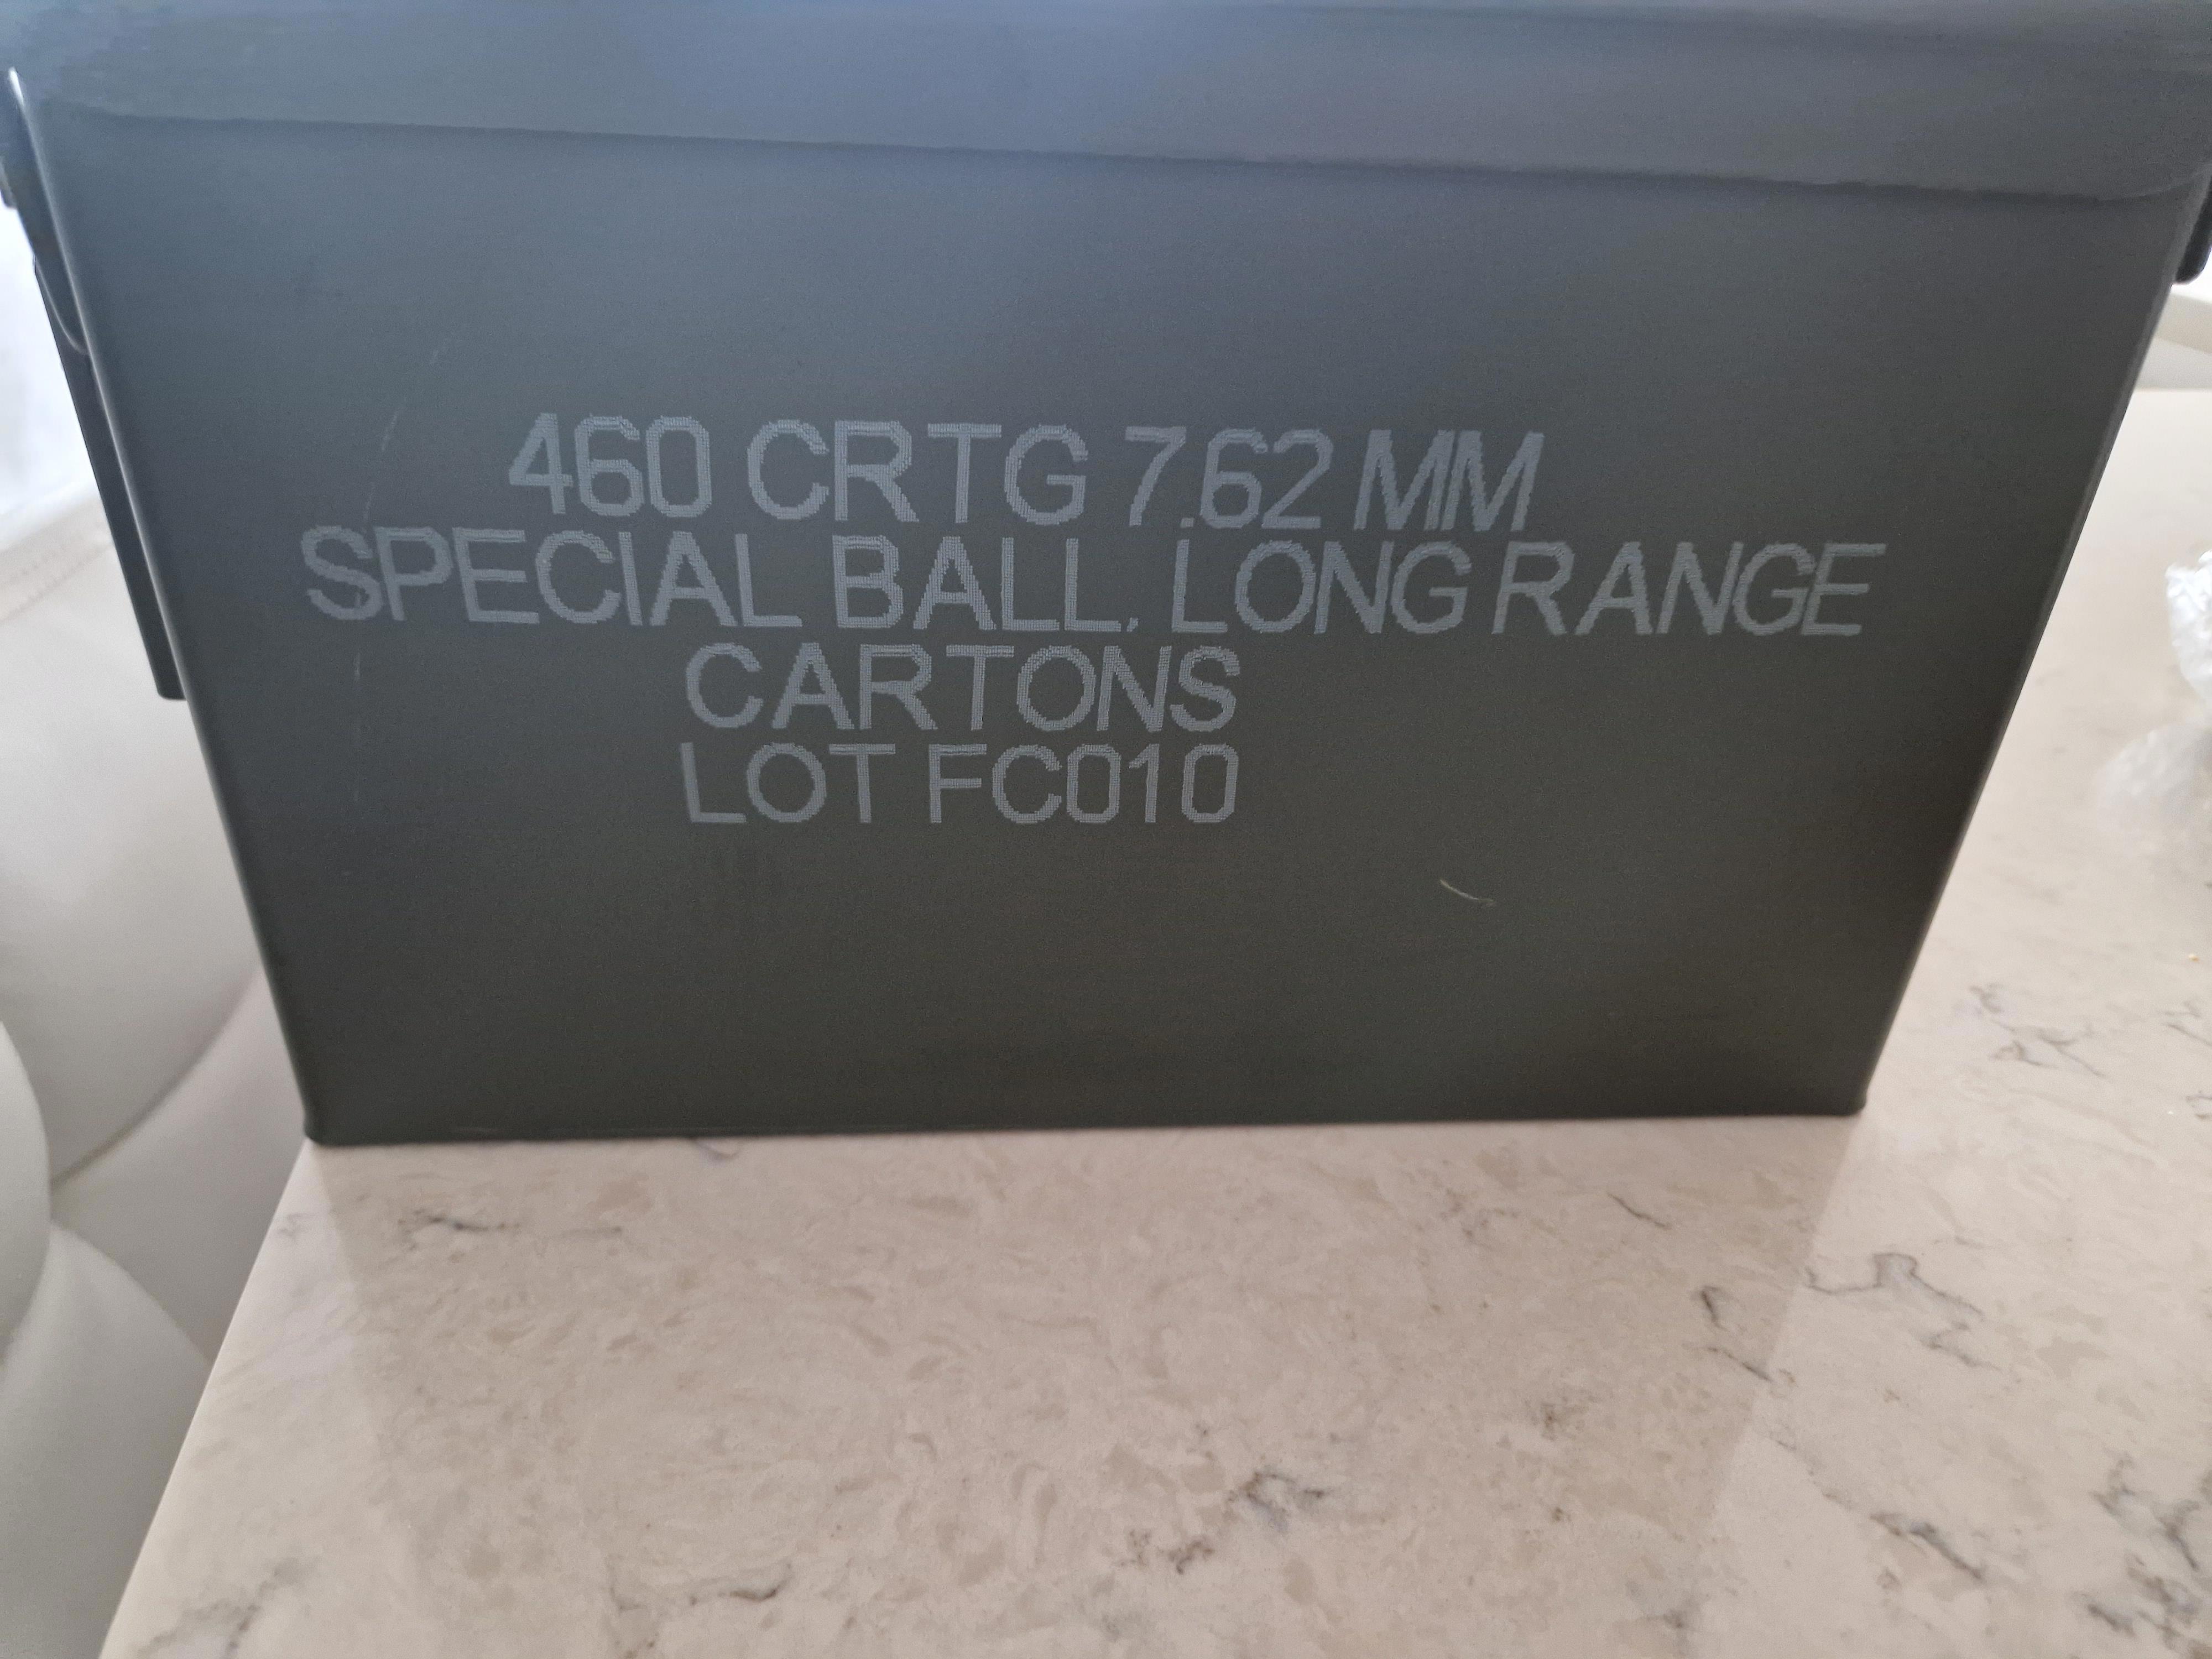 460 CRTG 7.62 MM
SPECIAL BALL, LONG RANGE
CARTONS
LOT FC010